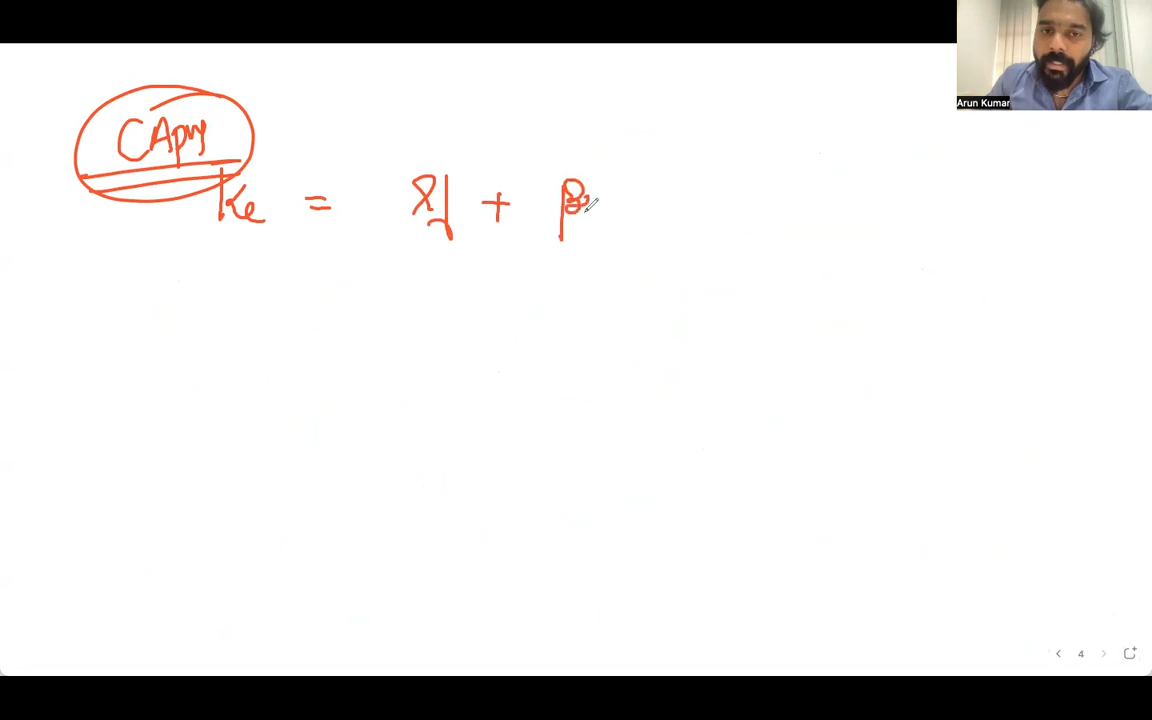 CAPM
Ke = Rf + β
Arun Kumar
4